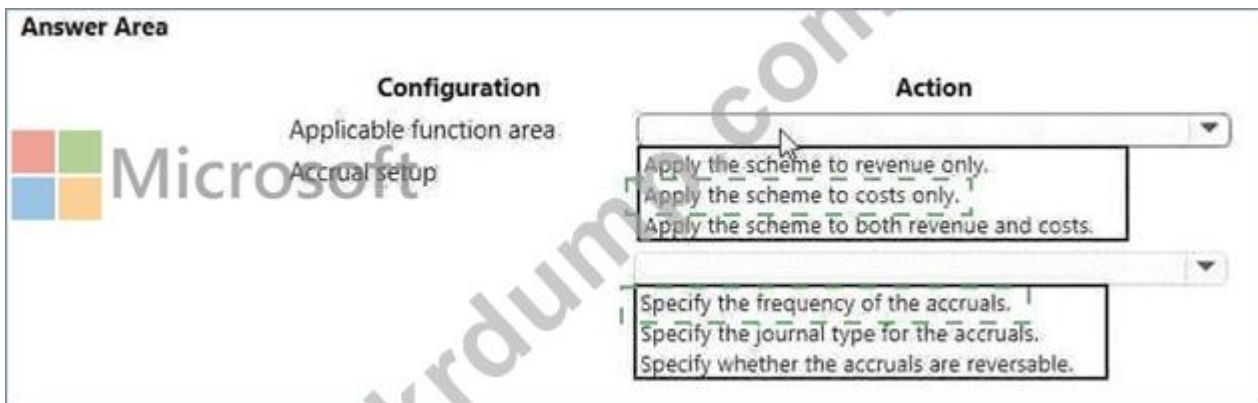 Answer Area
Configuration Action
Applicable function area
Microsoft
Accrual setup
Apply the scheme to revenue only.
Apply the scheme to costs only.
Apply the scheme to both revenue and costs.
Specify the frequency of the accruals.
Specify the journal type for the accruals.
Specify whether the accruals are reversable.